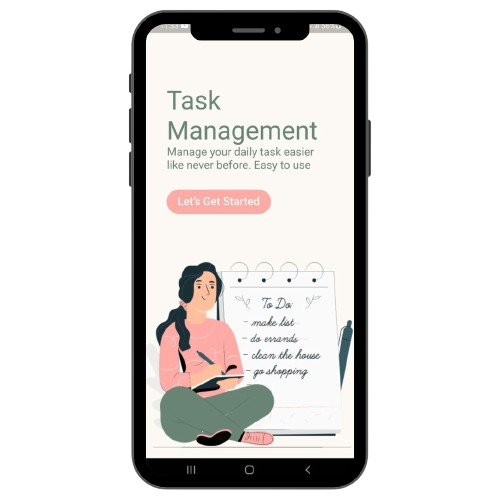 Task
Management
Manage your daily task easier
like never before. Easy to use
Let's Get Started
To Do
- make list
- do errands
- clean the house
- go shopping